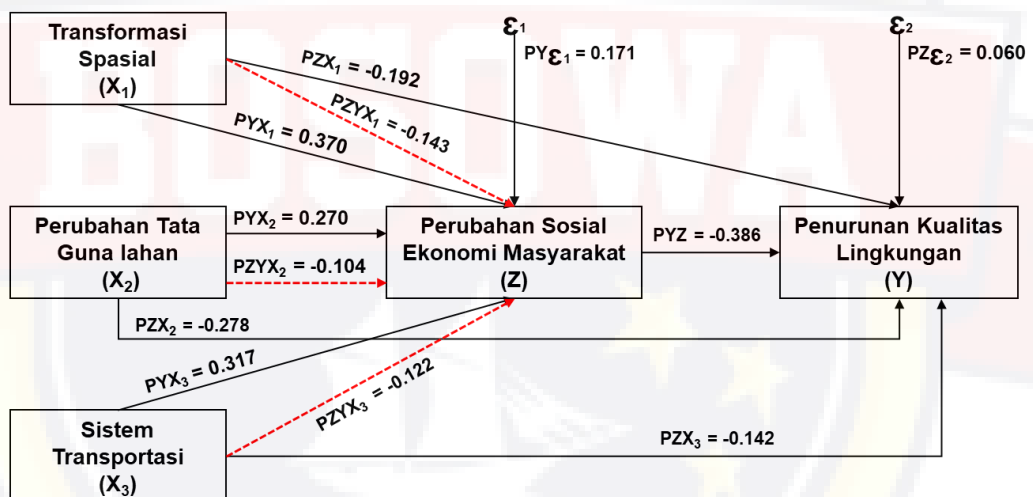 BOSOWA
Transformasi
Spasial
(X₁)
ε₁
PYε₁ = 0.171
ε₂
PZε₂ = 0.060
PZX₁ = -0.192
PZYX₁ = -0.143
PYX₁ = 0.370
Perubahan Tata
Guna lahan
(X₂)
PYX₂ = 0.270
PZYX₂ = -0.104
Perubahan Sosial
Ekonomi Masyarakat
(Z)
PYZ = -0.386
Penurunan Kualitas
Lingkungan
(Y)
PZX₂ = -0.278
PYX₃ = 0.317
PZYX₃ = -0.122
Sistem
Transportasi
(X₃)
PZX₃ = -0.142